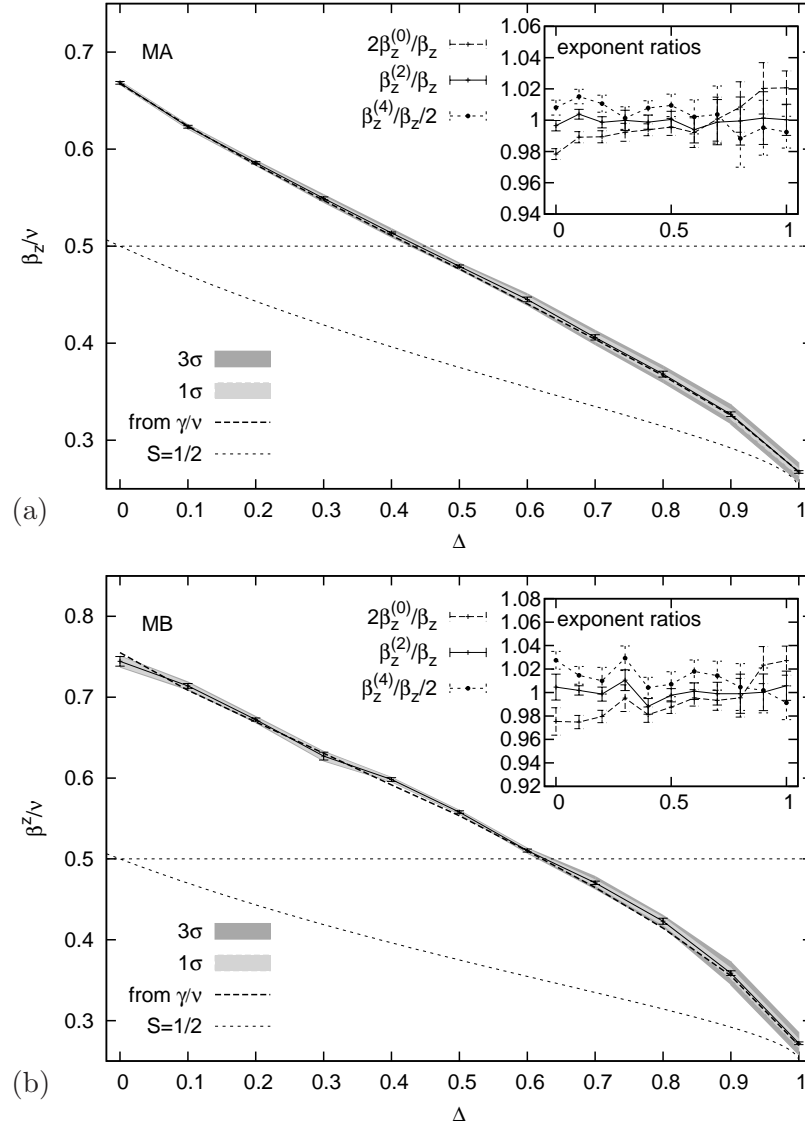 MA
2β_z^(0)/β_z
β_z^(2)/β_z
β_z^(4)/β_z/2
exponent ratios
1.06
1.04
1.02
1
0.98
0.96
0.94
0 0.5 1
0.7
0.6
0.5
0.4
0.3
β_z/ν
3σ
1σ
from γ/ν
S=1/2
0 0.1 0.2 0.3 0.4 0.5 0.6 0.7 0.8 0.9 1
Δ
(a)
MB
2β_z^(0)/β_z
β_z^(2)/β_z
β_z^(4)/β_z/2
exponent ratios
1.08
1.06
1.04
1.02
1
0.98
0.96
0.94
0.92
0 0.5 1
0.8
0.7
0.6
0.5
0.4
0.3
β^z/ν
3σ
1σ
from γ/ν
S=1/2
0 0.1 0.2 0.3 0.4 0.5 0.6 0.7 0.8 0.9 1
Δ
(b)